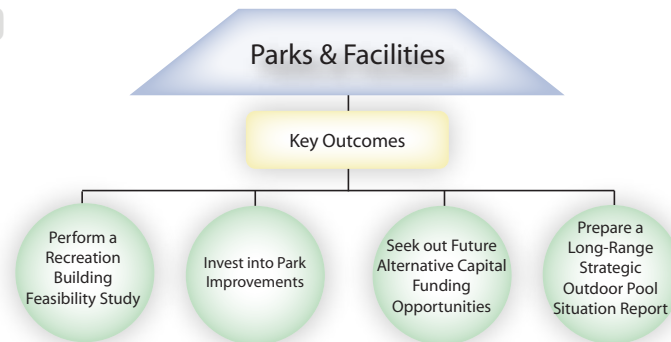 Parks & Facilities
Key Outcomes
Perform a
Recreation
Building
Feasibility Study
Invest into Park
Improvements
Seek out Future
Alternative Capital
Funding
Opportunities
Prepare a
Long-Range
Strategic
Outdoor Pool
Situation Report